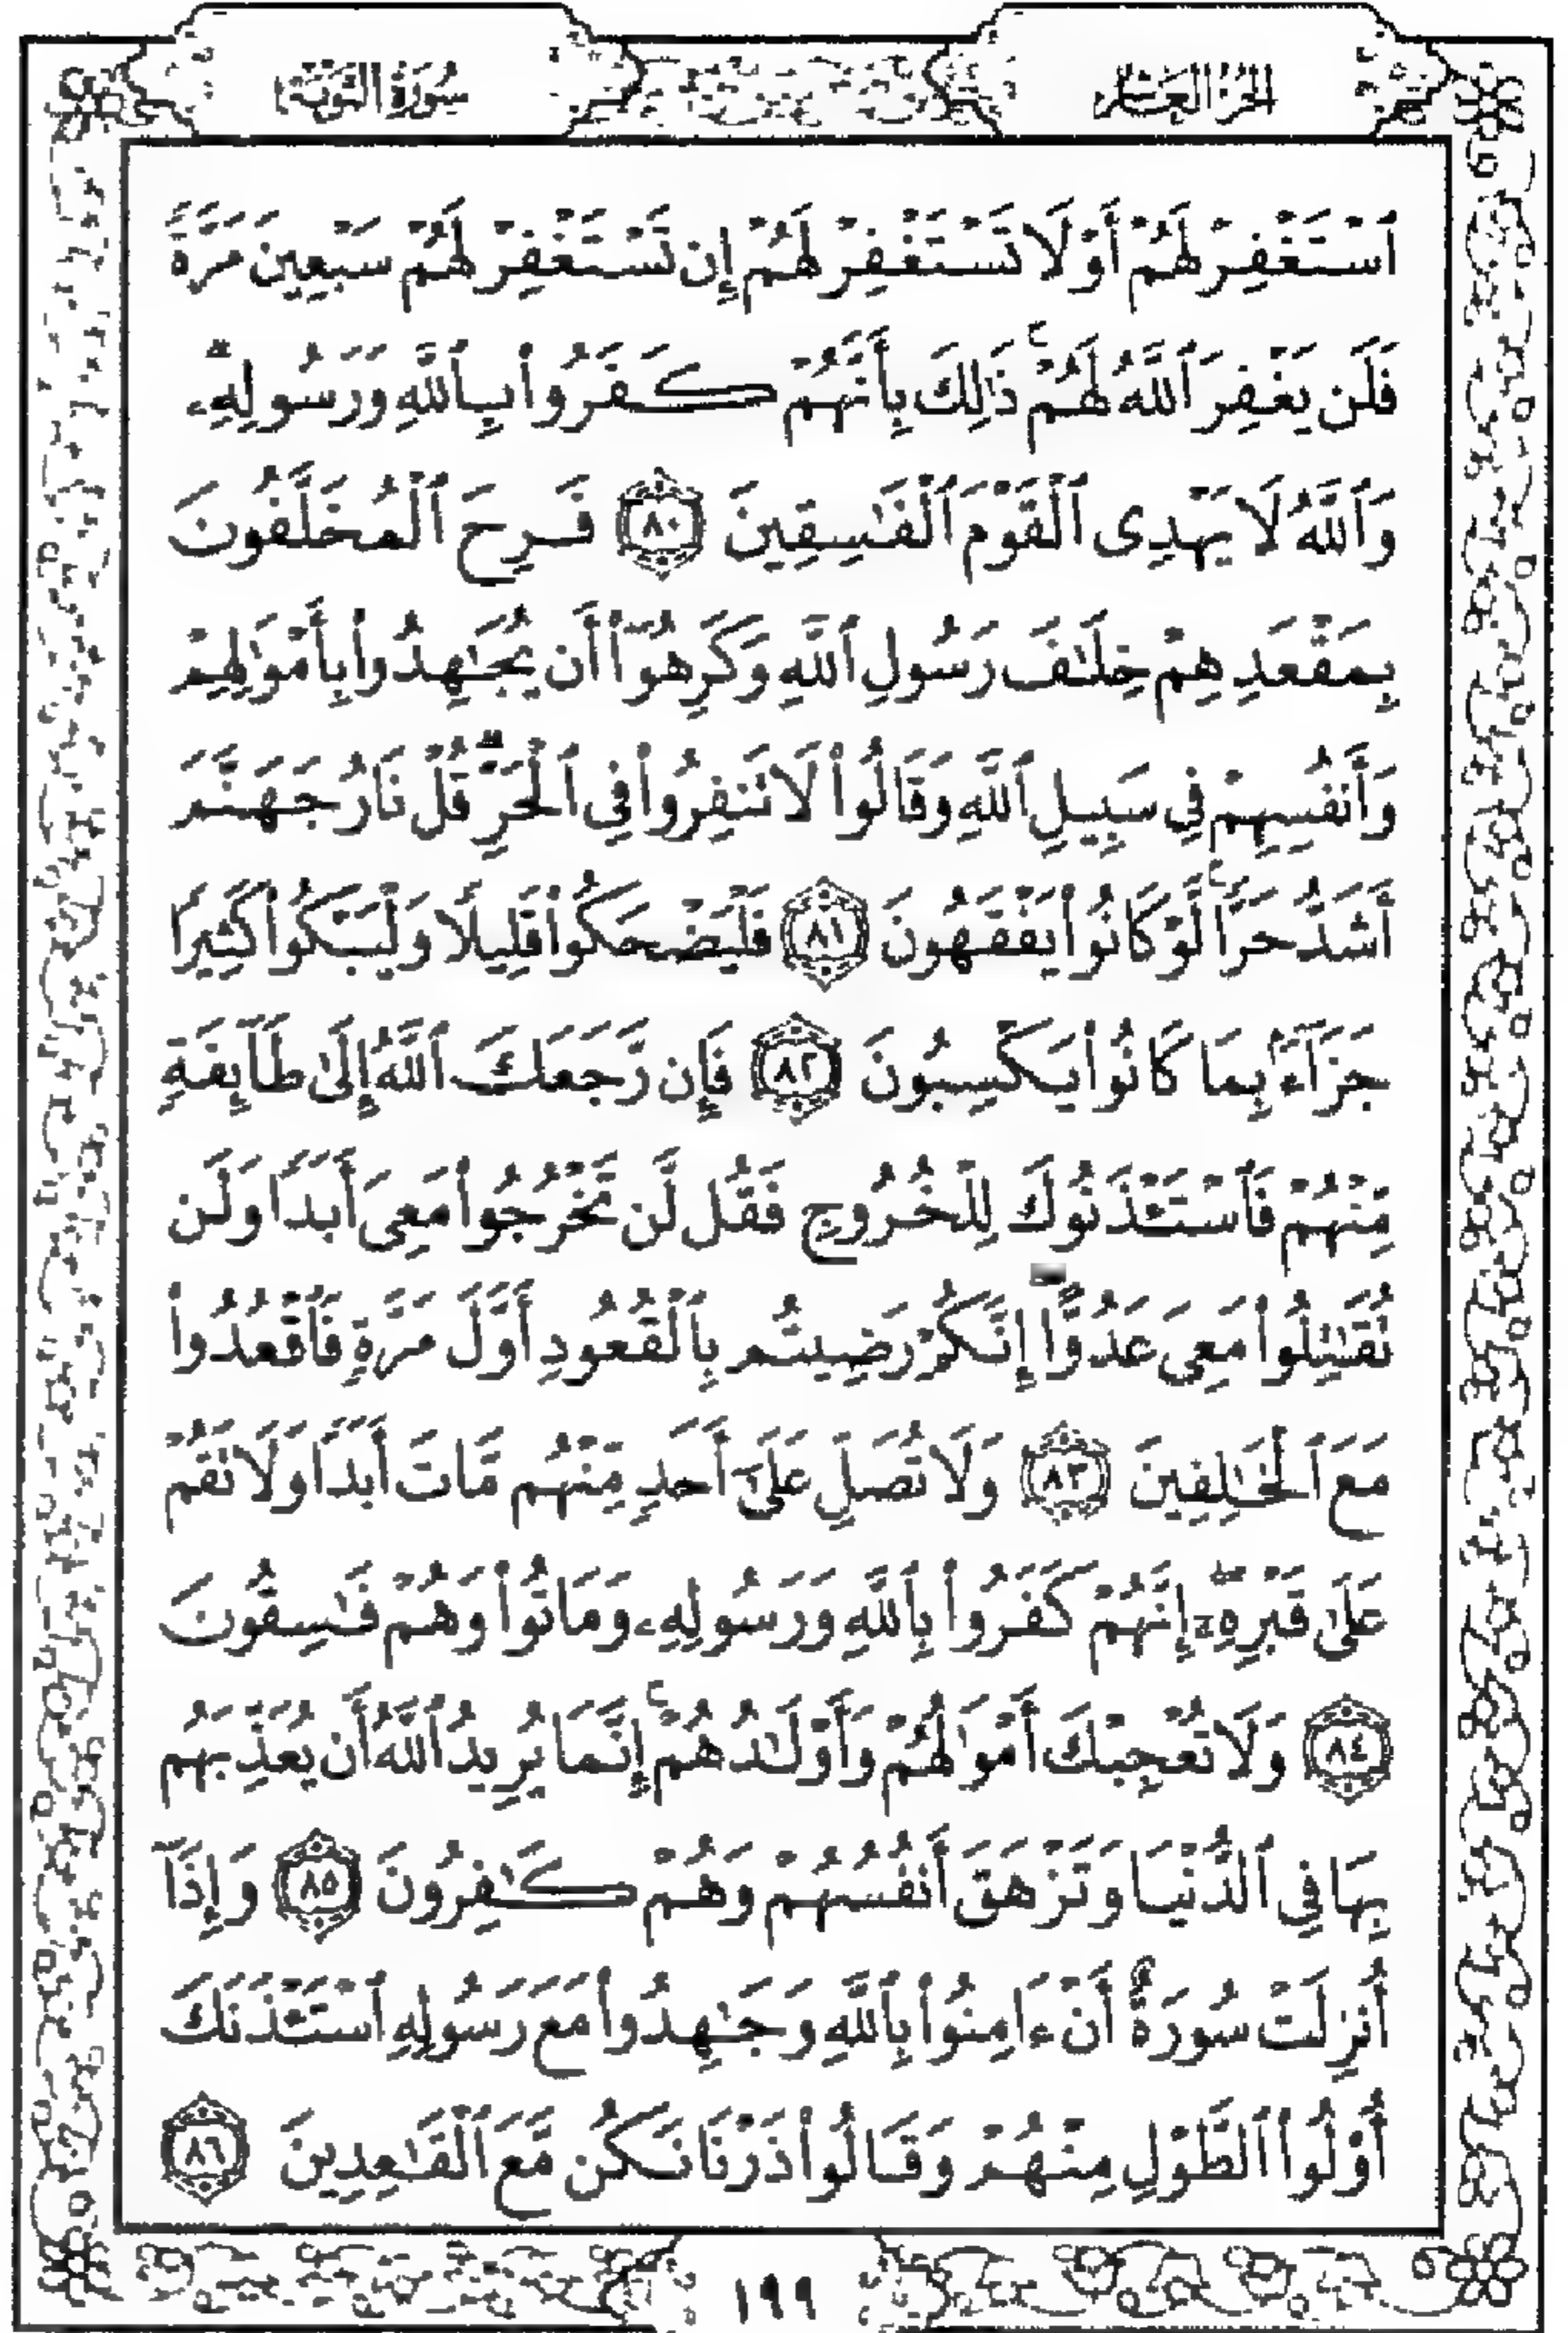 الجزء العاشر
سورة التوبة
ٱسْتَغْفِرْ لَهُمْ أَوْ لَا تَسْتَغْفِرْ لَهُمْ إِن تَسْتَغْفِرْ لَهُمْ سَبْعِينَ مَرَّةً
فَلَن يَغْفِرَ ٱللَّهُ لَهُمْ ۚ ذَٰلِكَ بِأَنَّهُمْ كَفَرُوا۟ بِٱللَّهِ وَرَسُولِهِۦ ۗ
وَٱللَّهُ لَا يَهْدِى ٱلْقَوْمَ ٱلْفَـٰسِقِينَ ٨٠ فَرِحَ ٱلْمُخَلَّفُونَ
بِمَقْعَدِهِمْ خِلَـٰفَ رَسُولِ ٱللَّهِ وَكَرِهُوٓا۟ أَن يُجَـٰهِدُوا۟ بِأَمْوَٰلِهِمْ
وَأَنفُسِهِمْ فِى سَبِيلِ ٱللَّهِ وَقَالُوا۟ لَا تَنفِرُوا۟ فِى ٱلْحَرِّ ۗ قُلْ نَارُ جَهَنَّمَ
أَشَدُّ حَرًّا ۚ لَّوْ كَانُوا۟ يَفْقَهُونَ ٨١ فَلْيَضْحَكُوا۟ قَلِيلًا وَلْيَبْكُوا۟ كَثِيرًا
جَزَآءًۢ بِمَا كَانُوا۟ يَكْسِبُونَ ٨٢ فَإِن رَّجَعَكَ ٱللَّهُ إِلَىٰ طَآئِفَةٍ
مِّنْهُمْ فَٱسْتَـْٔذَنُوكَ لِلْخُرُوجِ فَقُل لَّن تَخْرُجُوا۟ مَعِىَ أَبَدًا وَلَن
تُقَـٰتِلُوا۟ مَعِىَ عَدُوًّا ۖ إِنَّكُمْ رَضِيتُم بِٱلْقُعُودِ أَوَّلَ مَرَّةٍ فَٱقْعُدُوا۟
مَعَ ٱلْخَـٰلِفِينَ ٨٣ وَلَا تُصَلِّ عَلَىٰٓ أَحَدٍ مِّنْهُم مَّاتَ أَبَدًا وَلَا تَقُمْ
عَلَىٰ قَبْرِهِۦٓ ۖ إِنَّهُمْ كَفَرُوا۟ بِٱللَّهِ وَرَسُولِهِۦ وَمَاتُوا۟ وَهُمْ فَـٰسِقُونَ
٨٤ وَلَا تُعْجِبْكَ أَمْوَٰلُهُمْ وَأَوْلَـٰدُهُمْ ۚ إِنَّمَا يُرِيدُ ٱللَّهُ أَن يُعَذِّبَهُم
بِهَا فِى ٱلدُّنْيَا وَتَزْهَقَ أَنفُسُهُمْ وَهُمْ كَـٰفِرُونَ ٨٥ وَإِذَآ
أُنزِلَتْ سُورَةٌ أَنْ ءَامِنُوا۟ بِٱللَّهِ وَجَـٰهِدُوا۟ مَعَ رَسُولِهِ ٱسْتَـْٔذَنَكَ
أُو۟لُوا۟ ٱلطَّوْلِ مِنْهُمْ وَقَالُوا۟ ذَرْنَا نَكُن مَّعَ ٱلْقَـٰعِدِينَ ٨٦
١٩٩